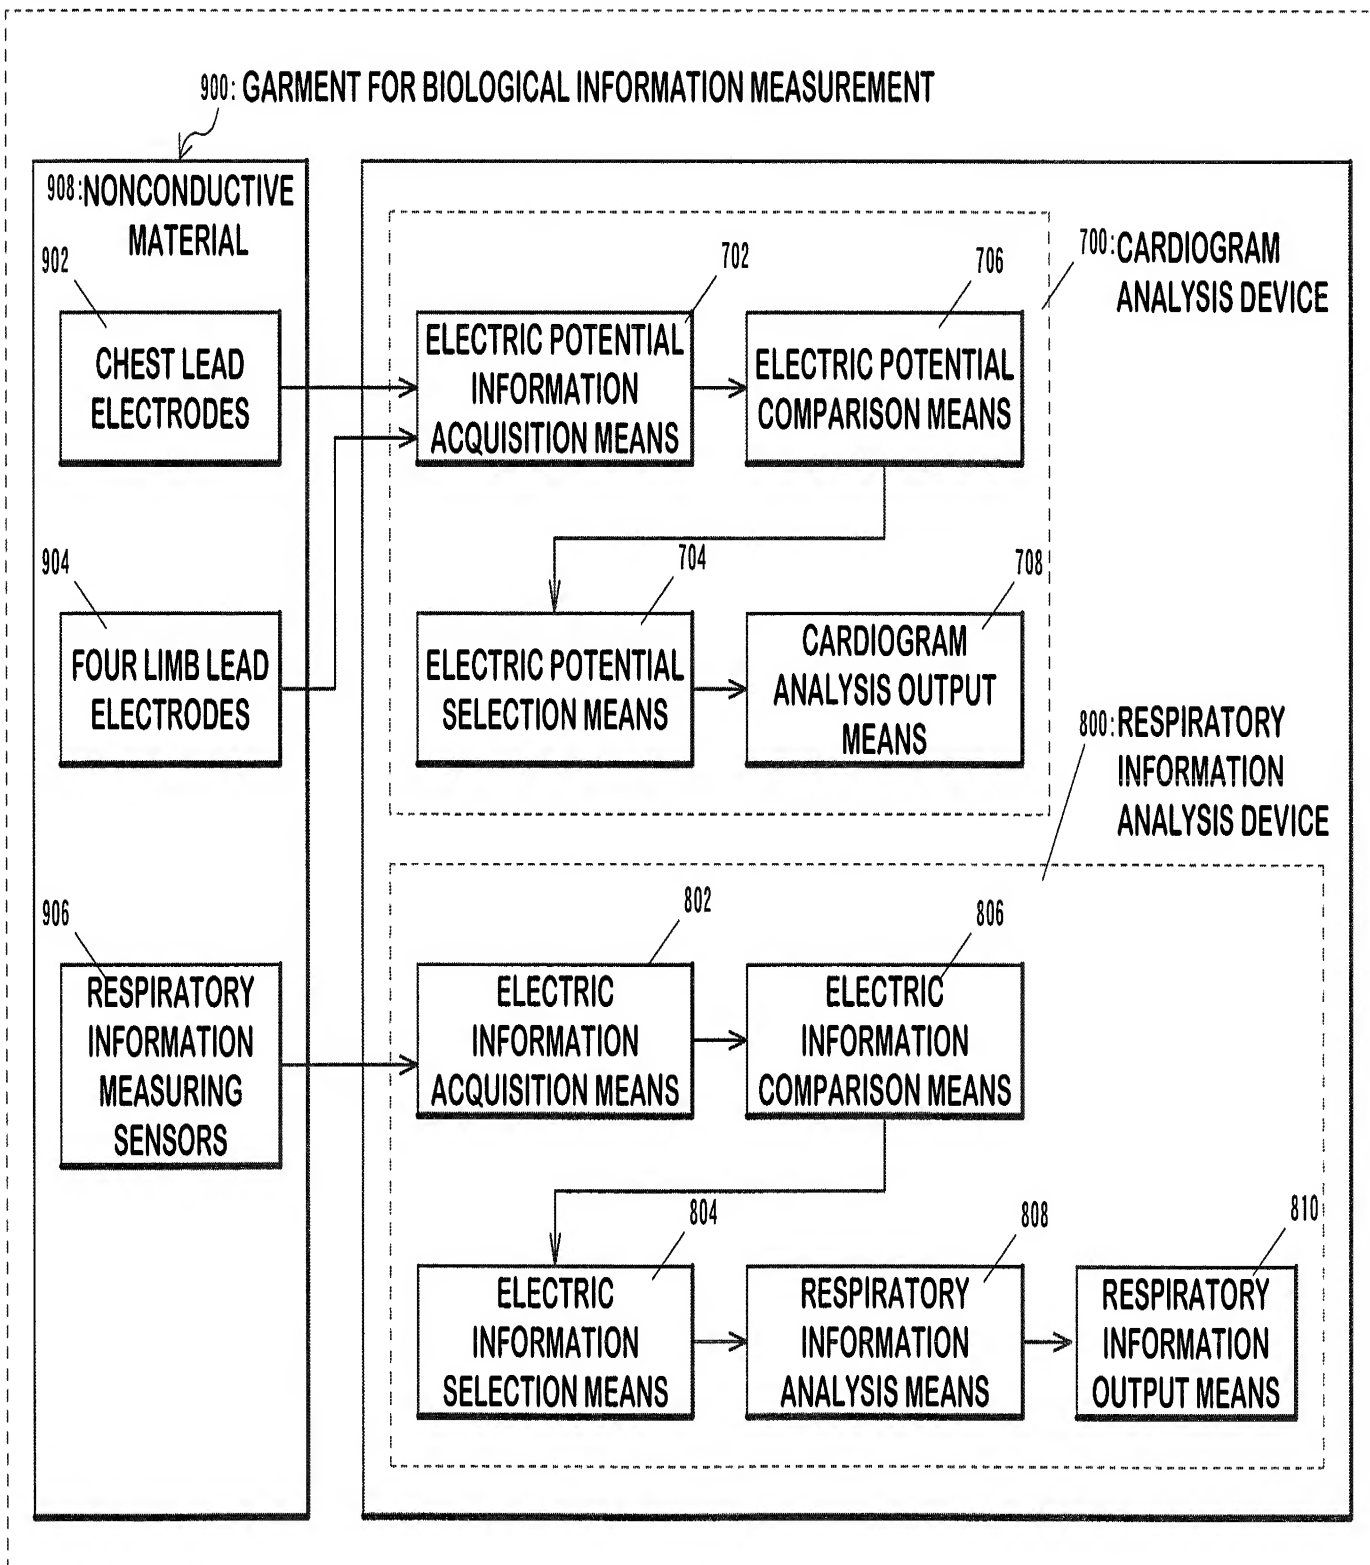 900: GARMENT FOR BIOLOGICAL INFORMATION MEASUREMENT
908: NONCONDUCTIVE
MATERIAL
902
CHEST LEAD
ELECTRODES
904
FOUR LIMB LEAD
ELECTRODES
906
RESPIRATORY
INFORMATION
MEASURING
SENSORS
700: CARDIOGRAM
ANALYSIS DEVICE
702
ELECTRIC POTENTIAL
INFORMATION
ACQUISITION MEANS
706
ELECTRIC POTENTIAL
COMPARISON MEANS
704
ELECTRIC POTENTIAL
SELECTION MEANS
708
CARDIOGRAM
ANALYSIS OUTPUT
MEANS
800: RESPIRATORY
INFORMATION
ANALYSIS DEVICE
802
ELECTRIC
INFORMATION
ACQUISITION MEANS
806
ELECTRIC
INFORMATION
COMPARISON MEANS
804
ELECTRIC
INFORMATION
SELECTION MEANS
808
RESPIRATORY
INFORMATION
ANALYSIS MEANS
810
RESPIRATORY
INFORMATION
OUTPUT MEANS